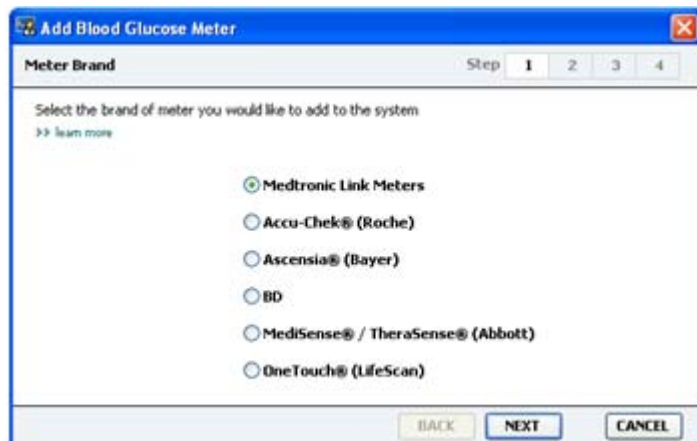 Add Blood Glucose Meter
Meter Brand Step 1 2 3 4
Select the brand of meter you would like to add to the system
>> learn more
Medtronic Link Meters
Accu-Chek® (Roche)
Ascensia® (Bayer)
BD
MediSense® / TheraSense® (Abbott)
OneTouch® (LifeScan)
BACK NEXT CANCEL